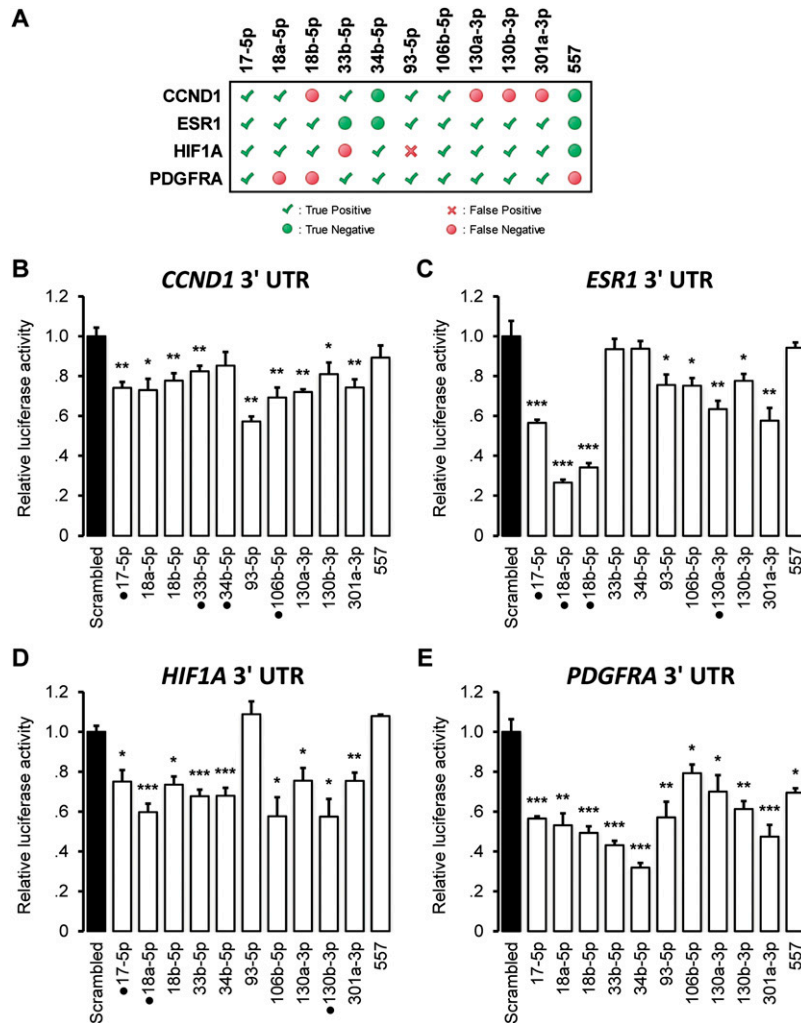 A
17-5p 18a-5p 18b-5p 33b-5p 34b-5p 93-5p 106b-5p 130a-3p 130b-3p 301a-3p 557
CCND1
ESR1
HIF1A
PDGFRA
: True Positive : False Positive
: True Negative : False Negative
B CCND1 3' UTR
Relative luciferase activity
1.2
1.0
.8
.6
.4
.2
0
** * ** ** ** ** ** * **
Scrambled •17-5p 18a-5p 18b-5p •33b-5p •34b-5p 93-5p •106b-5p 130a-3p 130b-3p 301a-3p 557
C ESR1 3' UTR
Relative luciferase activity
1.2
1.0
.8
.6
.4
.2
0
*** *** *** * * ** * **
Scrambled •17-5p •18a-5p •18b-5p 33b-5p 34b-5p 93-5p 106b-5p •130a-3p 130b-3p 301a-3p 557
D HIF1A 3' UTR
Relative luciferase activity
1.2
1.0
.8
.6
.4
.2
0
* *** * *** *** * * * **
Scrambled •17-5p •18a-5p 18b-5p 33b-5p 34b-5p 93-5p 106b-5p 130a-3p •130b-3p 301a-3p 557
E PDGFRA 3' UTR
Relative luciferase activity
1.2
1.0
.8
.6
.4
.2
0
*** ** *** *** *** ** * * ** *** *
Scrambled 17-5p 18a-5p 18b-5p 33b-5p 34b-5p 93-5p 106b-5p 130a-3p 130b-3p 301a-3p 557